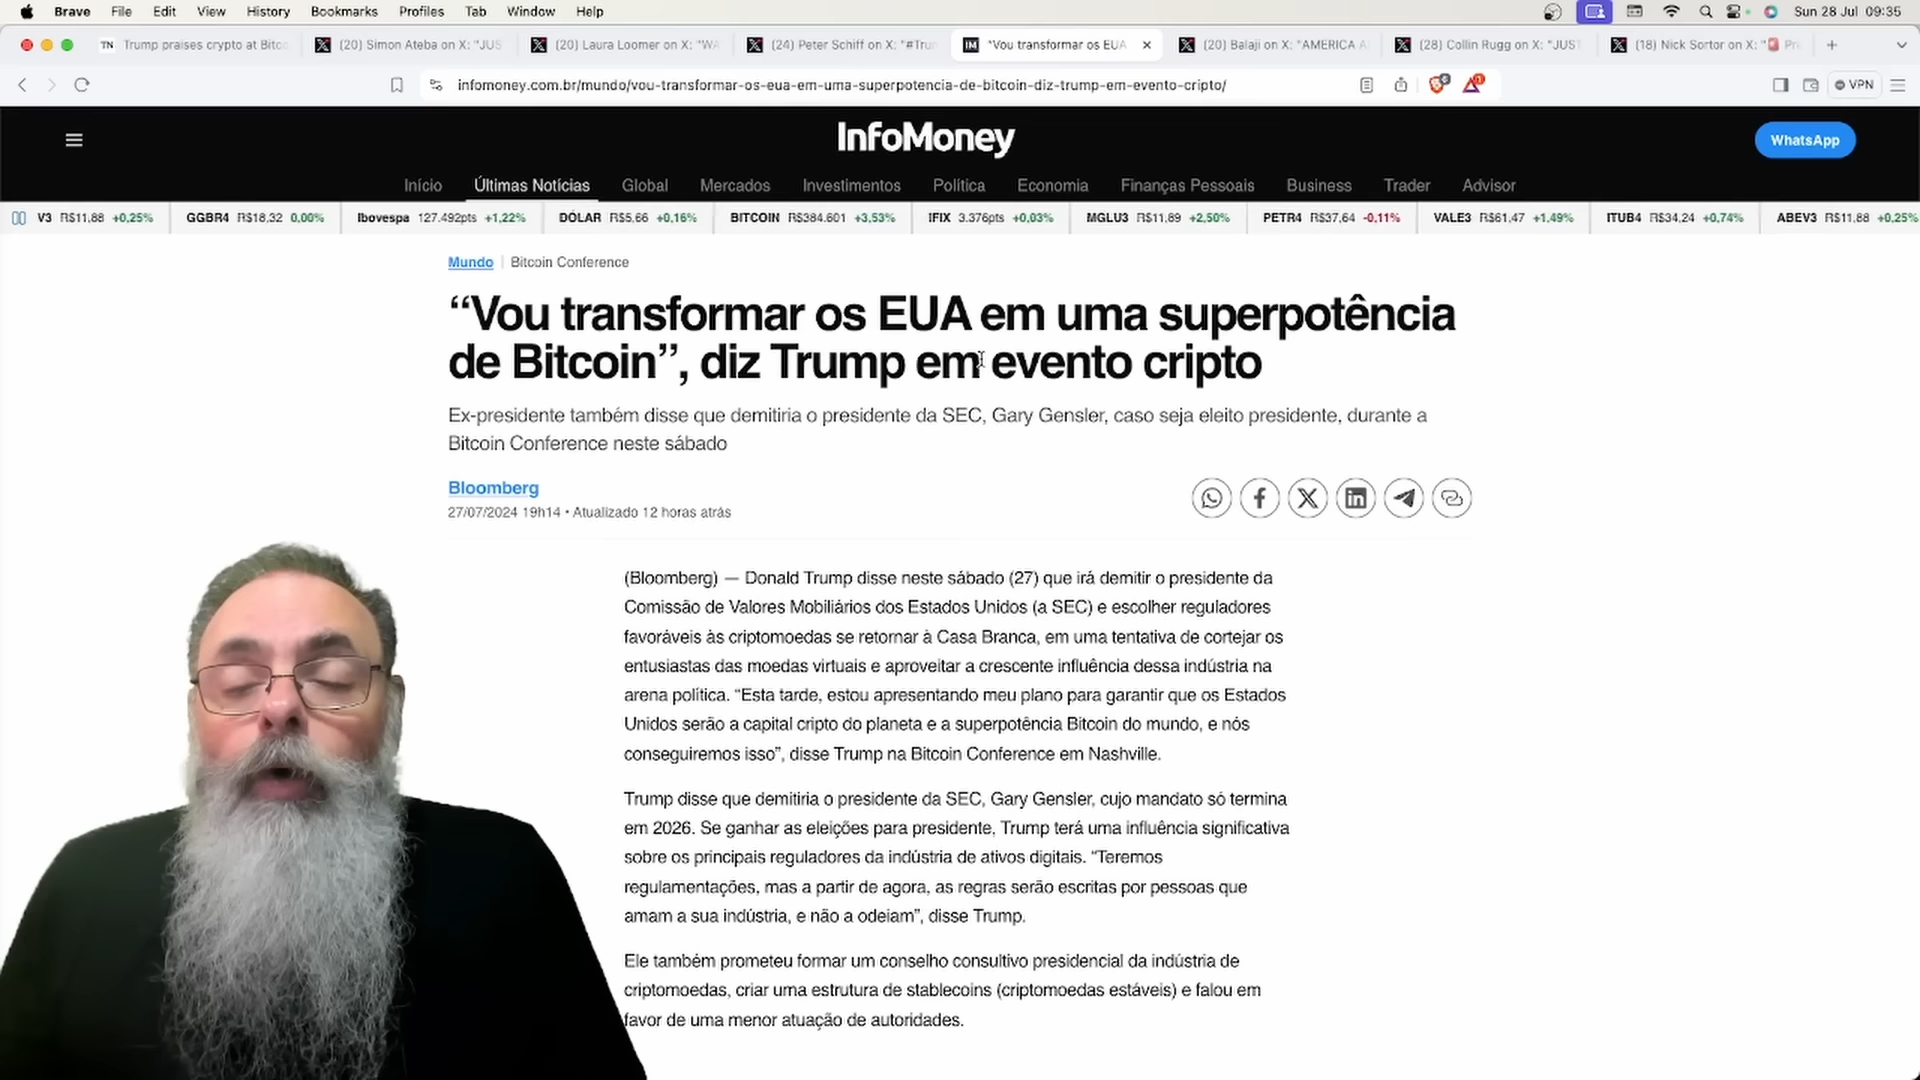 Brave File Edit View History Bookmarks Profiles Tab Window Help Sun 28 Jul 09:35
Trump praises crypto at Bitco (20) Simon Ateba on X: "JUS (20) Laura Loomer on X: "WA (24) Peter Schiff on X: "#Tru "Vou transformar os EUA (20) Balaji on X: "AMERICA A (28) Collin Rugg on X: "JUST (18) Nick Sortor on X: "🚨
infomoney.com.br/mundo/vou-transformar-os-eua-em-uma-superpotencia-de-bitcoin-diz-trump-em-evento-cripto/ VPN
InfoMoney
WhatsApp
Início Últimas Notícias Global Mercados Investimentos Política Economia Finanças Pessoais Business Trader Advisor
V3 R$11,88 +0,25% GGBR4 R$18,32 0,00% Ibovespa 127.492pts +1,22% DÓLAR R$5,66 +0,16% BITCOIN R$384.601 +3,53% IFIX 3.376pts +0,03% MGLU3 R$11,89 +2,50% PETR4 R$37,64 -0,11% VALE3 R$61,47 +1,49% ITUB4 R$34,24 +0,74% ABEV3 R$11,88 +0,25%
Mundo | Bitcoin Conference
“Vou transformar os EUA em uma superpotência
de Bitcoin”, diz Trump em evento cripto
Ex-presidente também disse que demitiria o presidente da SEC, Gary Gensler, caso seja eleito presidente, durante a
Bitcoin Conference neste sábado
Bloomberg
27/07/2024 19h14 • Atualizado 12 horas atrás
(Bloomberg) — Donald Trump disse neste sábado (27) que irá demitir o presidente da
Comissão de Valores Mobiliários dos Estados Unidos (a SEC) e escolher reguladores
favoráveis às criptomoedas se retornar à Casa Branca, em uma tentativa de cortejar os
entusiastas das moedas virtuais e aproveitar a crescente influência dessa indústria na
arena política. “Esta tarde, estou apresentando meu plano para garantir que os Estados
Unidos serão a capital cripto do planeta e a superpotência Bitcoin do mundo, e nós
conseguiremos isso”, disse Trump na Bitcoin Conference em Nashville.
Trump disse que demitiria o presidente da SEC, Gary Gensler, cujo mandato só termina
em 2026. Se ganhar as eleições para presidente, Trump terá uma influência significativa
sobre os principais reguladores da indústria de ativos digitais. “Teremos
regulamentações, mas a partir de agora, as regras serão escritas por pessoas que
amam a sua indústria, e não a odeiam”, disse Trump.
Ele também prometeu formar um conselho consultivo presidencial da indústria de
criptomoedas, criar uma estrutura de stablecoins (criptomoedas estáveis) e falou em
favor de uma menor atuação de autoridades.